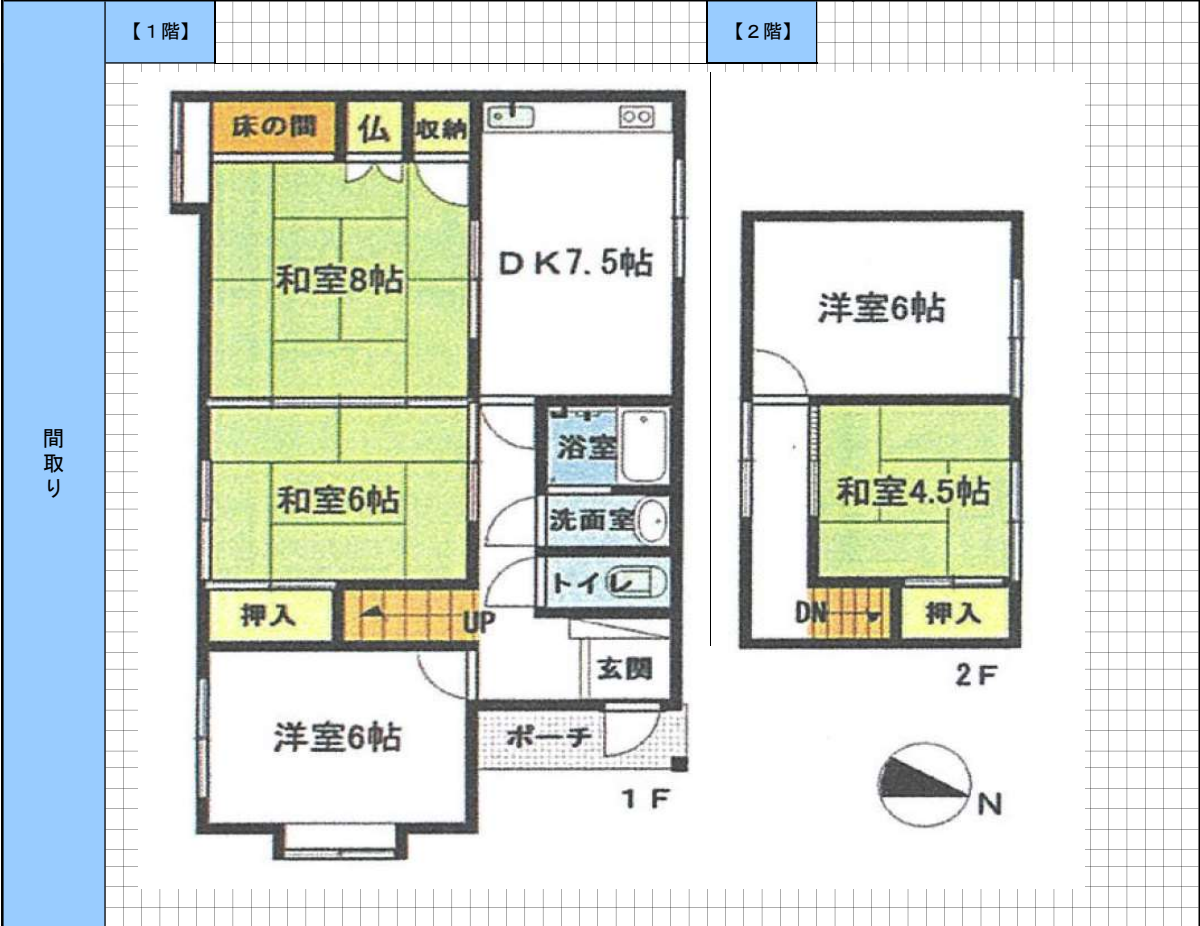 間取り
【１階】
【２階】
床の間
仏
収納
和室8帖
ＤＫ7.5帖
和室6帖
浴室
洗面室
トイレ
押入
UP
玄関
洋室6帖
ポーチ
１Ｆ
洋室6帖
和室4.5帖
DN
押入
2F
N